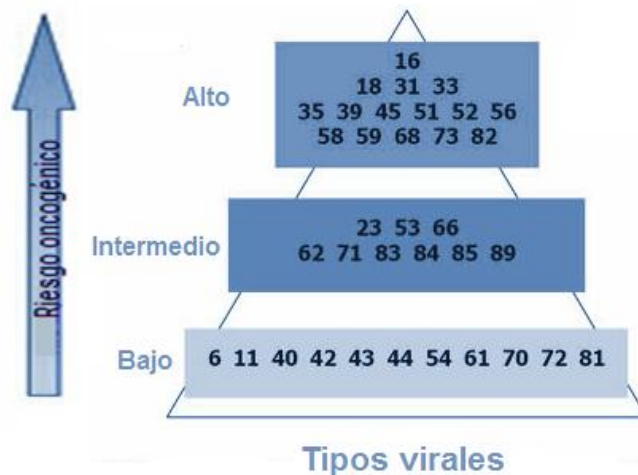 Riesgo oncogénico
Alto
16
18 31 33
35 39 45 51 52 56
58 59 68 73 82
Intermedio
23 53 66
62 71 83 84 85 89
Bajo
6 11 40 42 43 44 54 61 70 72 81
Tipos virales